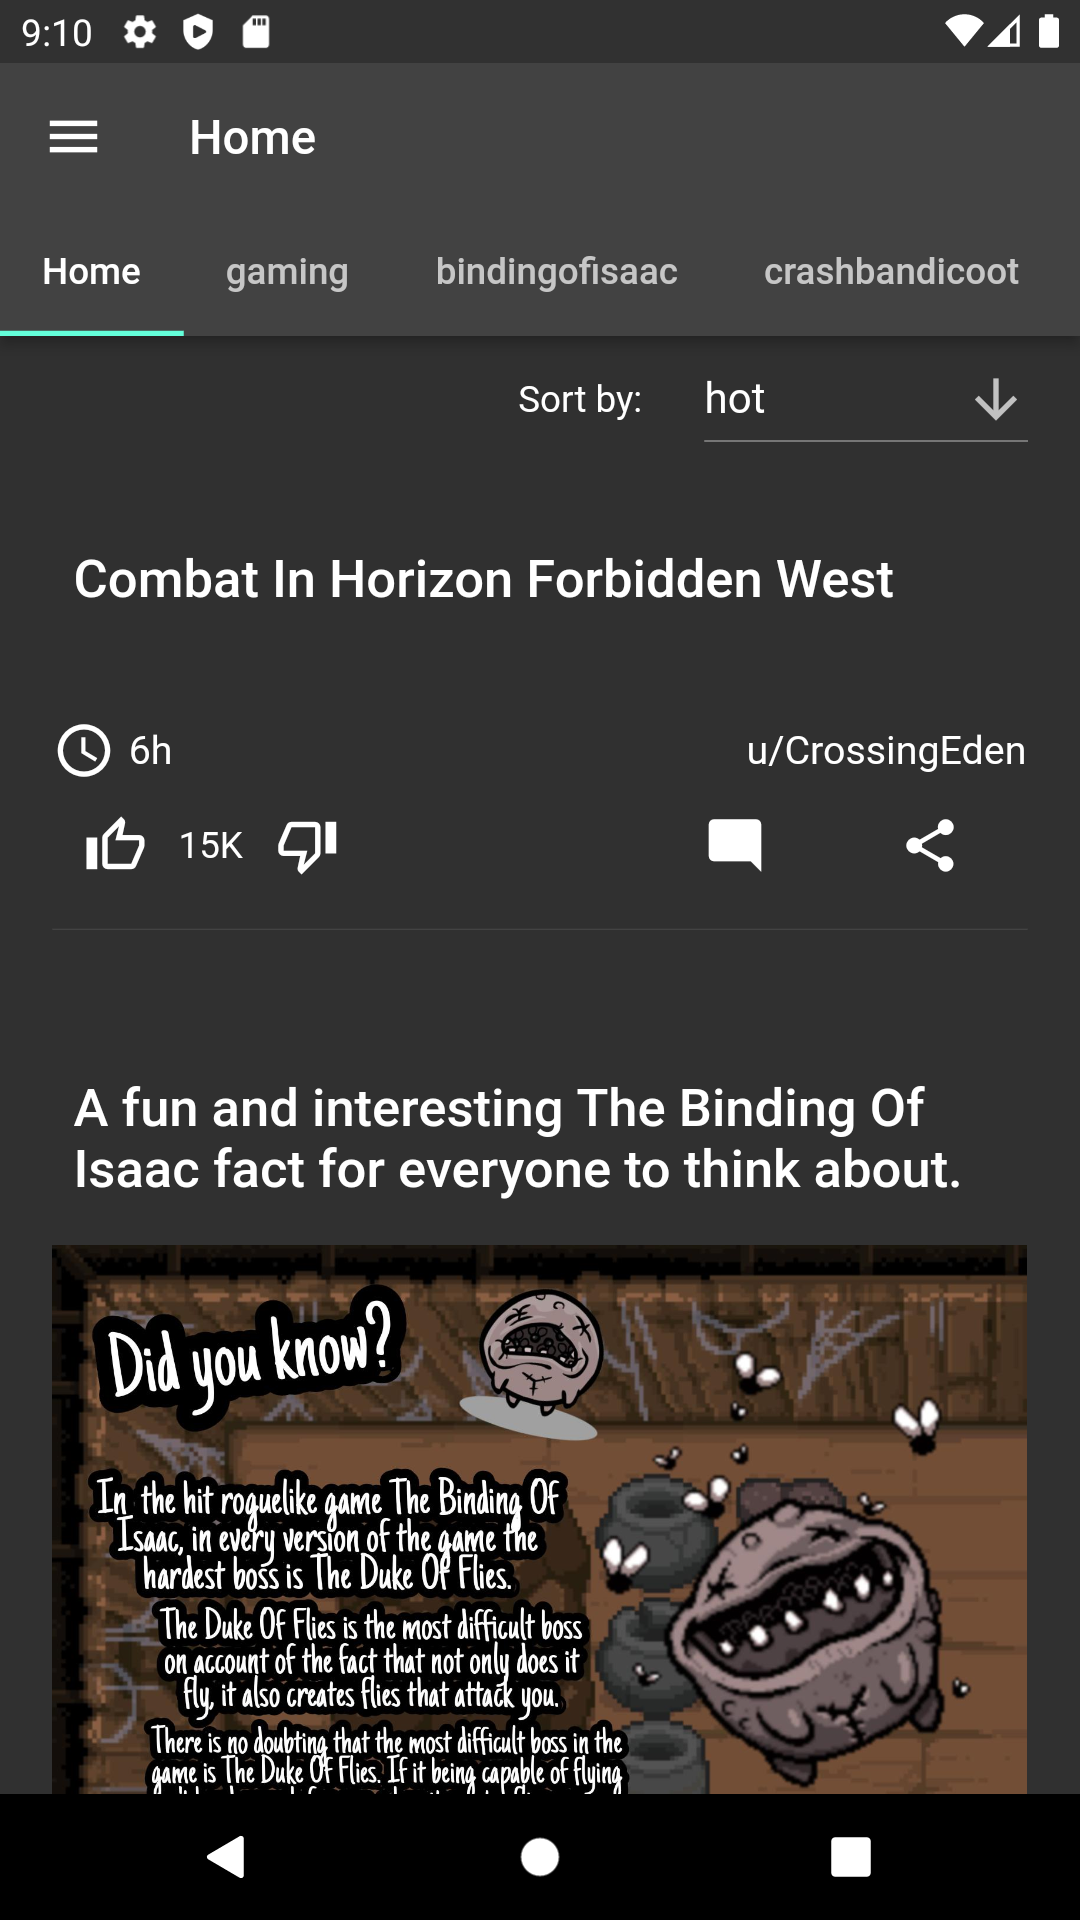 9:10
Home
Home gaming bindingofisaac crashbandicoot
Sort by: hot
Combat In Horizon Forbidden West
6h u/CrossingEden
15K
A fun and interesting The Binding Of
Isaac fact for everyone to think about.
Did you know?
In the hit roguelike game The Binding Of
Isaac, in every version of the game the
hardest boss is The Duke Of Flies.
The Duke Of Flies is the most difficult boss
on account of the fact that not only does it
fly, it also creates flies that attack you.
There is no doubting that the most difficult boss in the
game is The Duke Of Flies. If it being capable of flying